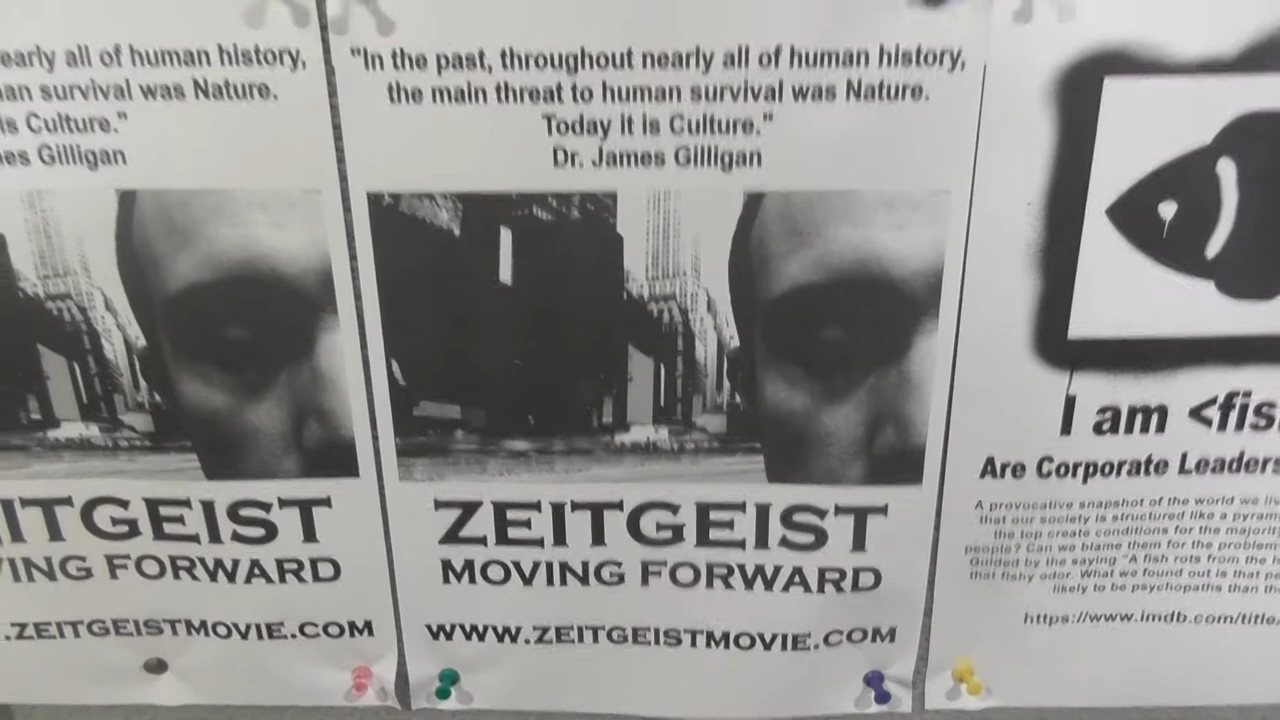 early all of human history,
an survival was Nature.
is Culture."
es Gilligan
ITGEIST
ING FORWARD
.ZEITGEISTMOVIE.COM
"In the past, throughout nearly all of human history,
the main threat to human survival was Nature.
Today it is Culture."
Dr. James Gilligan
ZEITGEIST
MOVING FORWARD
WWW.ZEITGEISTMOVIE.COM
I am <fis
Are Corporate Leaders
A provocative snapshot of the world we liv
that our society is structured like a pyram
the top create conditions for the majorit
people? Can we blame them for the problem
Guided by the saying "A fish rots from the h
that fishy odor. What we found out is that pe
likely to be psychopaths than th
https://www.imdb.com/title